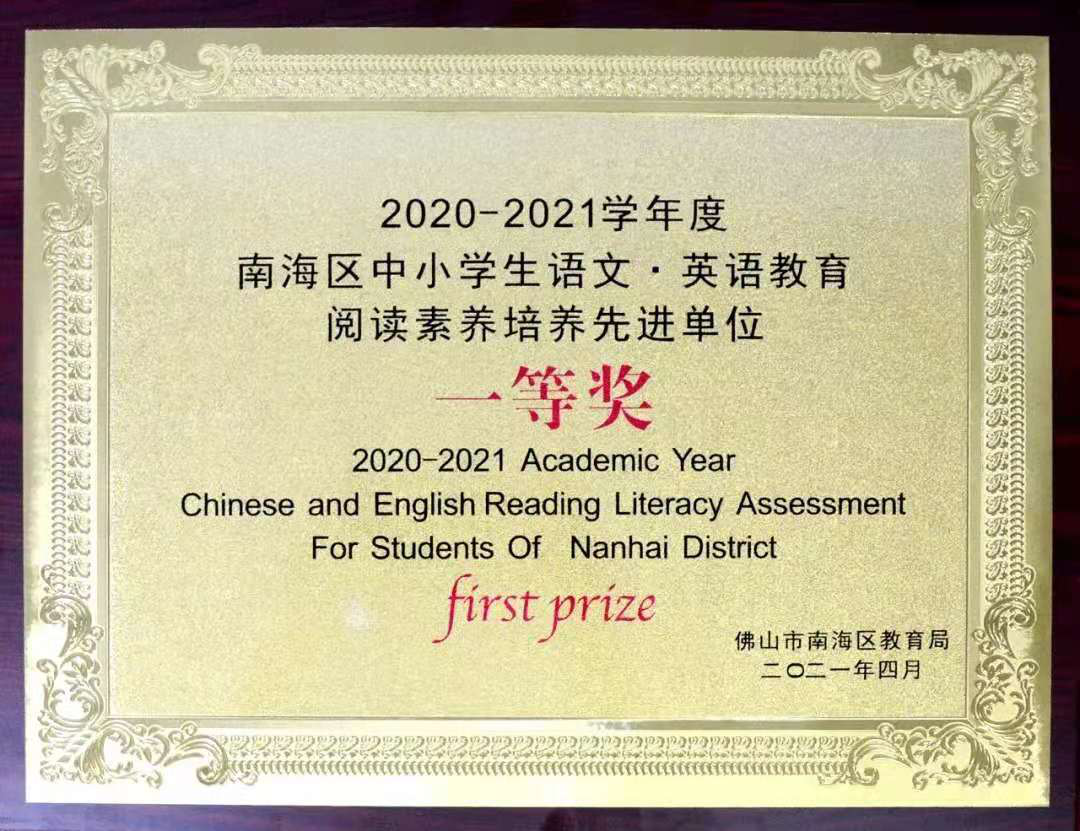 2020-2021学年度
南海区中小学生语文·英语教育
阅读素养培养先进单位
一等奖
2020-2021 Academic Year
Chinese and English Reading Literacy Assessment
For Students Of Nanhai District
first prize
佛山市南海区教育局
二〇二一年四月